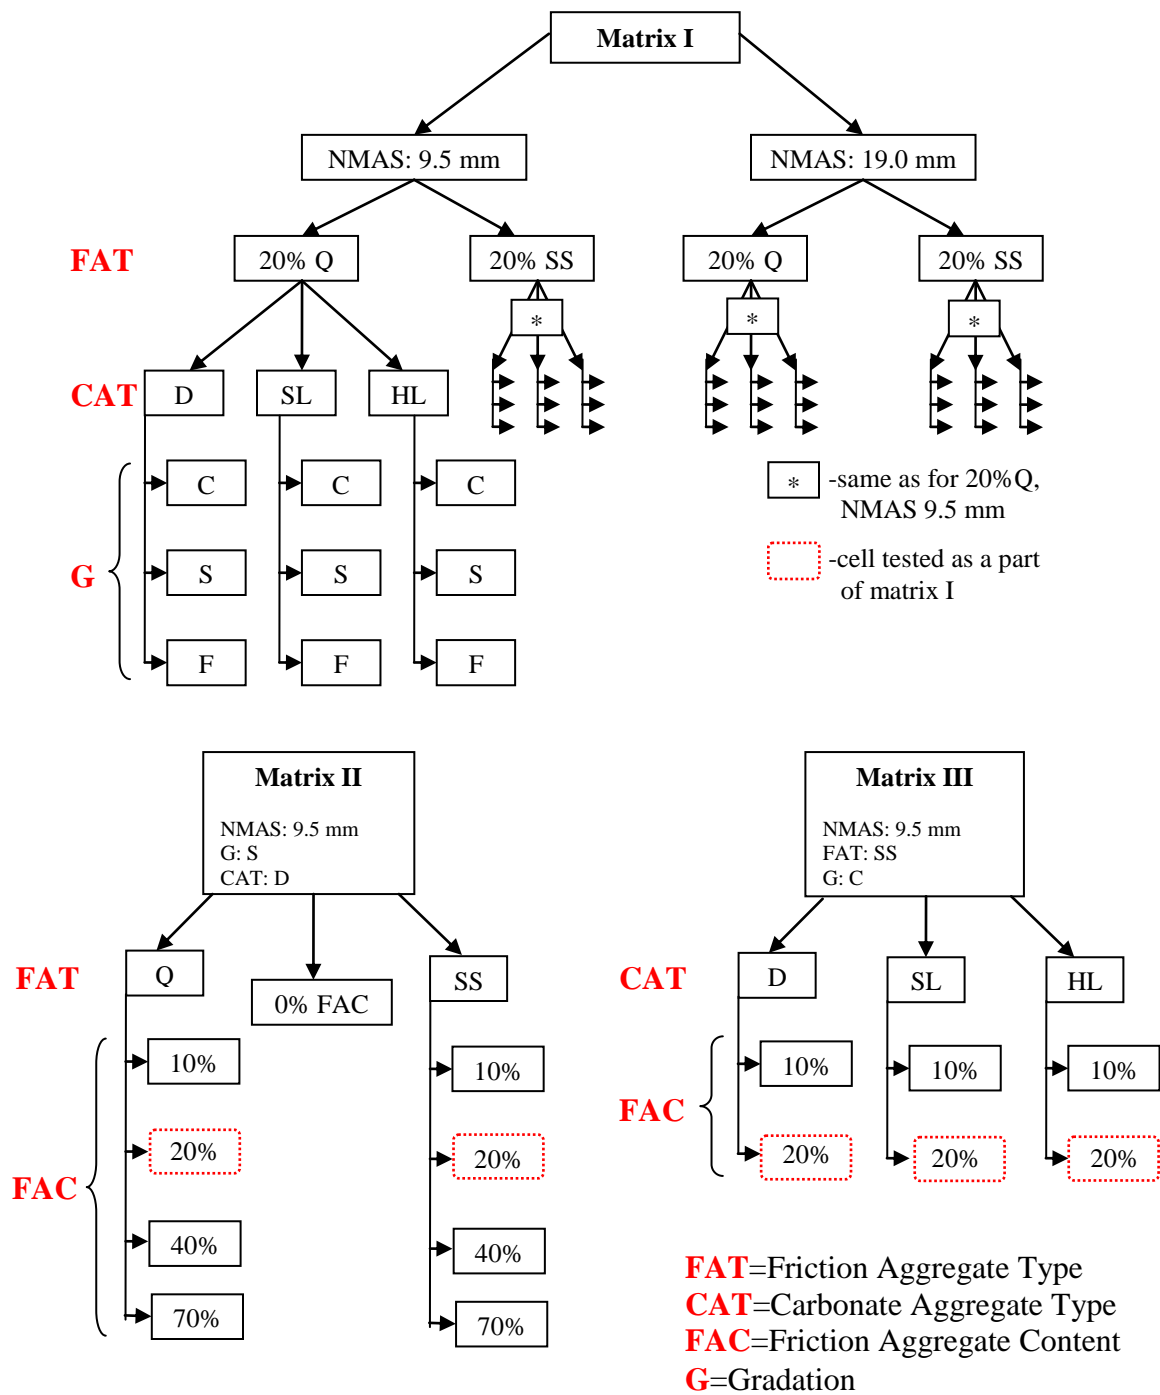 Matrix I
NMAS: 9.5 mm
NMAS: 19.0 mm
FAT
20% Q
20% SS
20% Q
20% SS
*
*
*
CAT
D
SL
HL
C
C
C
G
S
S
S
F
F
F
* -same as for 20%Q,
NMAS 9.5 mm
-cell tested as a part
of matrix I
Matrix II
NMAS: 9.5 mm
G: S
CAT: D
FAT
Q
0% FAC
SS
FAC
10%
20%
40%
70%
10%
20%
40%
70%
Matrix III
NMAS: 9.5 mm
FAT: SS
G: C
CAT
D
SL
HL
FAC
10%
10%
10%
20%
20%
20%
FAT=Friction Aggregate Type
CAT=Carbonate Aggregate Type
FAC=Friction Aggregate Content
G=Gradation